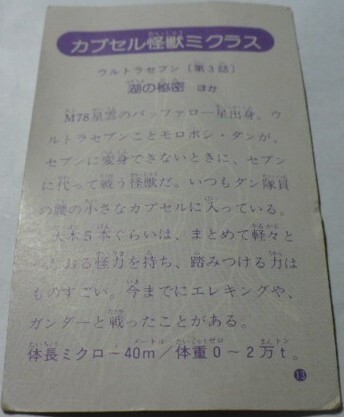 カプセル怪獣ミクラス
ウルトラセブン〔第3話〕
湖の秘密 ほか
M78星雲のバッファロー星出身。ウ
ルトラセブンことモロボシ・ダンが、
セブンに変身できないときに、セブン
に代って戦う怪獣だ。いつもダン隊員
の腰の小さなカプセルに入っている。
大木5本ぐらいは、まとめて軽々と
おる怪力を持ち、踏みつける力は
ものすごい。今までにエレキングや、
ガンダーと戦ったことがある。
体長ミクロ～40m／体重0～2万t。
13